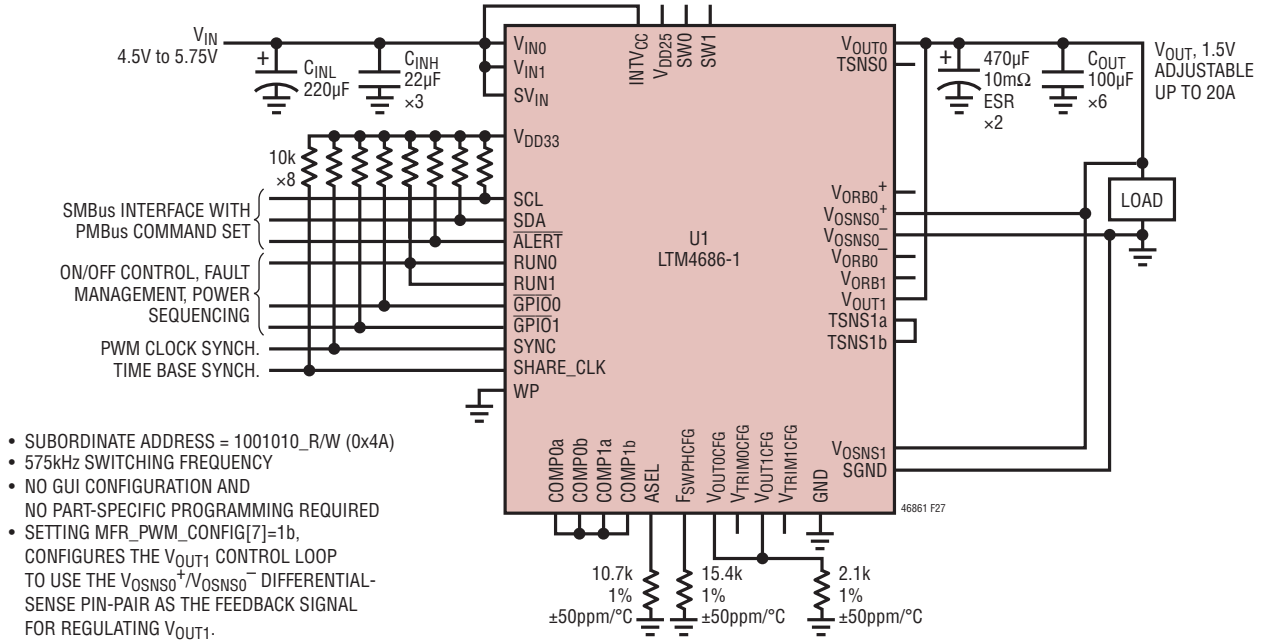 VIN
4.5V to 5.75V
+
CINL
220µF
CINH
22µF
×3
VIN0
VIN1
SVIN
VDD33
INTVCC
VDD25
SW0
SW1
VOUT0
TSNS0
+
470µF
10mΩ
ESR
×2
COUT
100µF
×6
VOUT, 1.5V
ADJUSTABLE
UP TO 20A
10k
×8
SMBus INTERFACE WITH
PMBus COMMAND SET
ON/OFF CONTROL, FAULT
MANAGEMENT, POWER
SEQUENCING
PWM CLOCK SYNCH.
TIME BASE SYNCH.
SCL
SDA
ALERT
RUN0
RUN1
GPIO0
GPIO1
SYNC
SHARE_CLK
WP
U1
LTM4686-1
VORB0+
VOSNS0+
VOSNS0–
VORB0–
VORB1
VOUT1
TSNS1a
TSNS1b
LOAD
VOSNS1
SGND
COMP0a
COMP0b
COMP1a
COMP1b
ASEL
FSWPHCFG
VOUT0CFG
VTRIM0CFG
VOUT1CFG
VTRIM1CFG
GND
46861 F27
10.7k
1%
±50ppm/°C
15.4k
1%
±50ppm/°C
2.1k
1%
±50ppm/°C
• SUBORDINATE ADDRESS = 1001010_R/W (0x4A)
• 575kHz SWITCHING FREQUENCY
• NO GUI CONFIGURATION AND
NO PART-SPECIFIC PROGRAMMING REQUIRED
• SETTING MFR_PWM_CONFIG[7]=1b,
CONFIGURES THE VOUT1 CONTROL LOOP
TO USE THE VOSNS0+/VOSNS0– DIFFERENTIAL-
SENSE PIN-PAIR AS THE FEEDBACK SIGNAL
FOR REGULATING VOUT1.